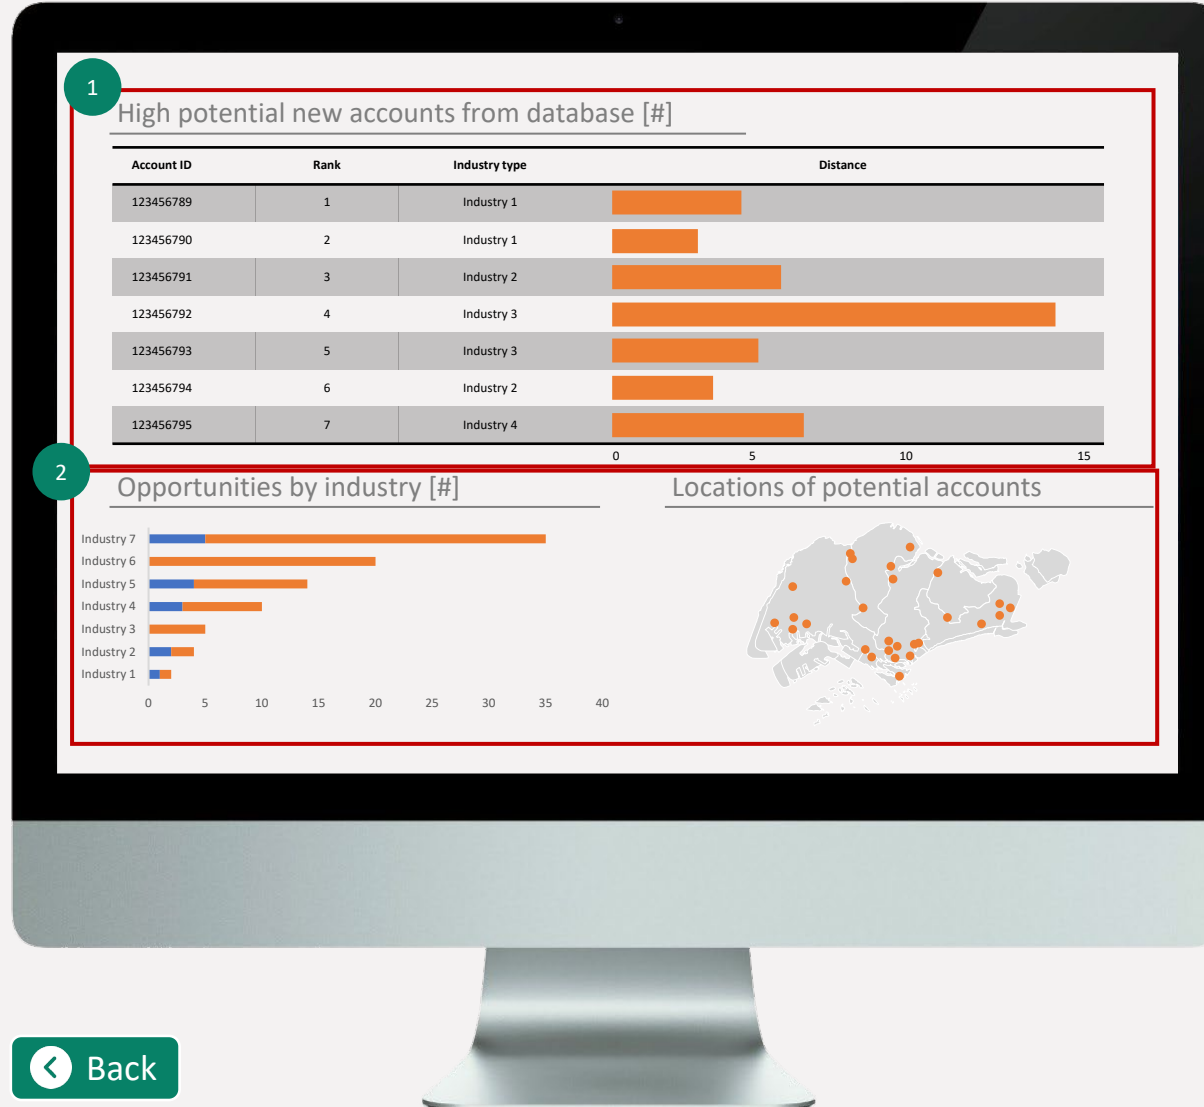 1
High potential new accounts from database [#]
Account ID Rank Industry type Distance
123456789 1 Industry 1
123456790 2 Industry 1
123456791 3 Industry 2
123456792 4 Industry 3
123456793 5 Industry 3
123456794 6 Industry 2
123456795 7 Industry 4
0 5 10 15
2
Opportunities by industry [#]
Industry 7
Industry 6
Industry 5
Industry 4
Industry 3
Industry 2
Industry 1
0 5 10 15 20 25 30 35 40
Locations of potential accounts
Back